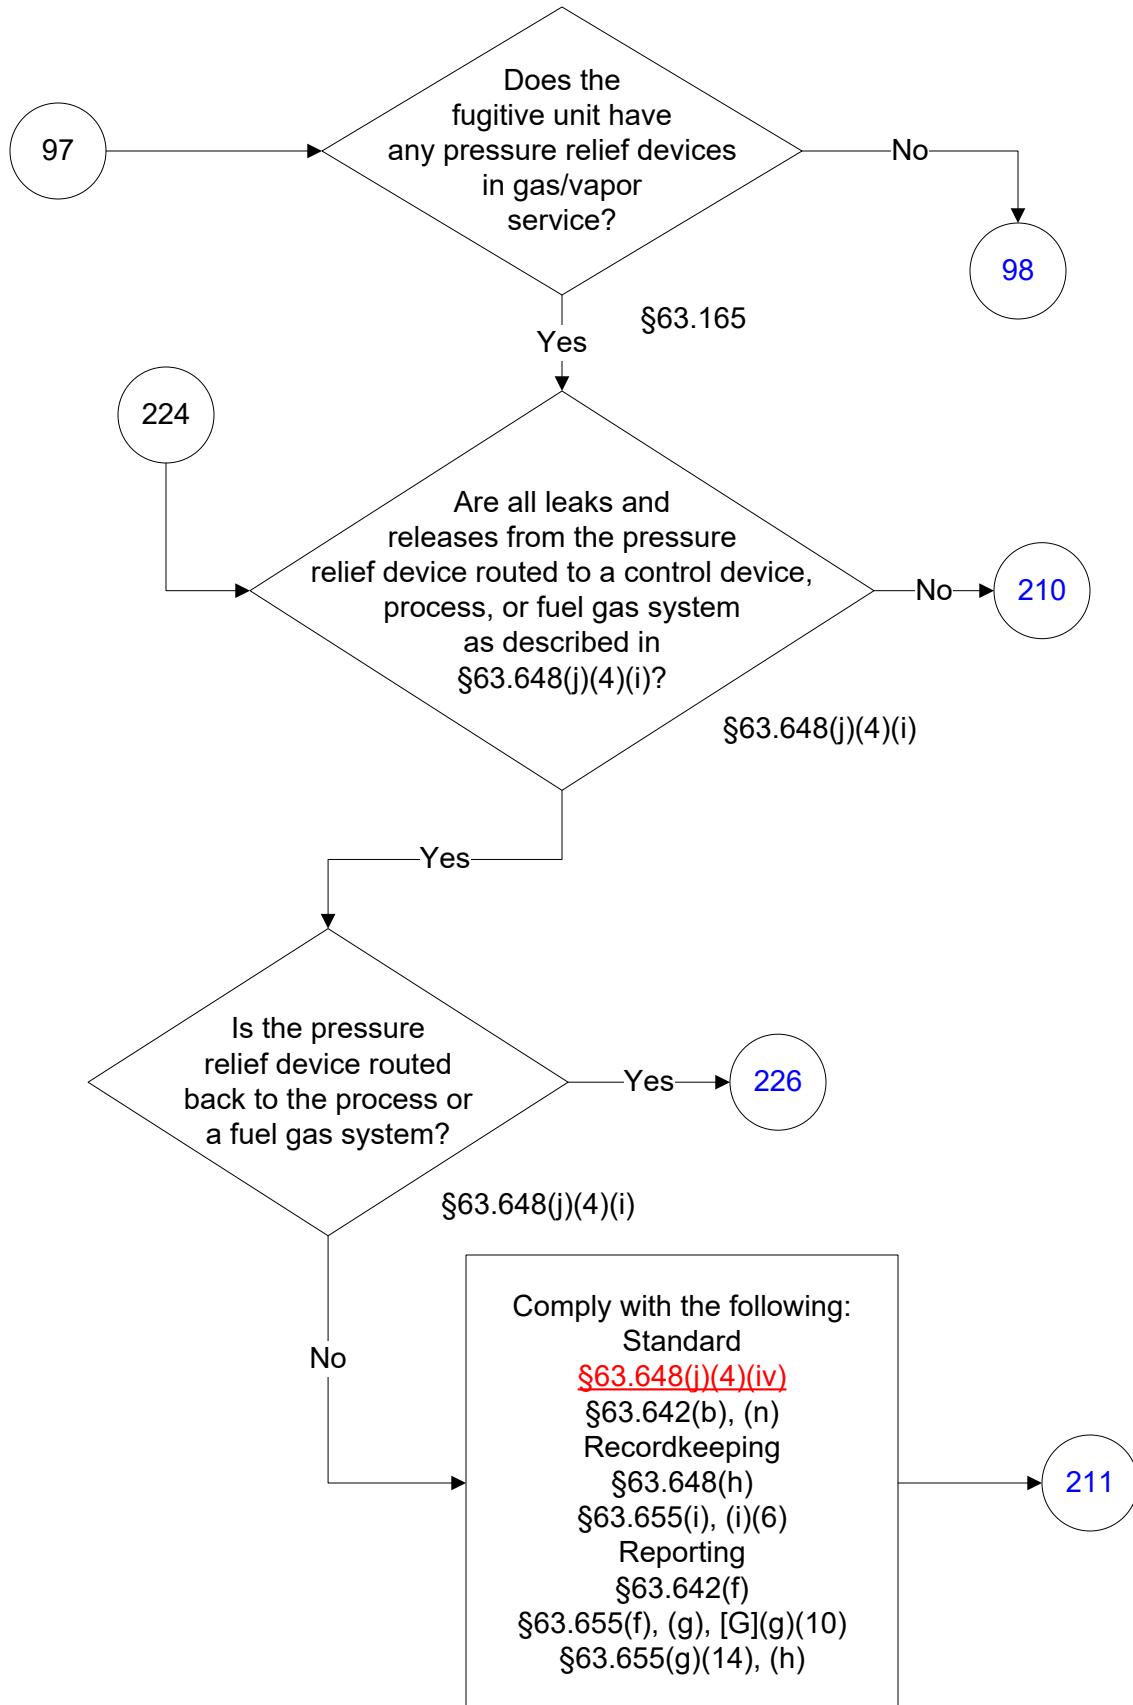 Does the
fugitive unit have
any pressure relief devices
in gas/vapor
service?
97
No
98
§63.165
Yes
224
Are all leaks and
releases from the pressure
relief device routed to a control device,
process, or fuel gas system
as described in
§63.648(j)(4)(i)?
No
210
§63.648(j)(4)(i)
Yes
Is the pressure
relief device routed
back to the process or
a fuel gas system?
Yes
226
§63.648(j)(4)(i)
No
Comply with the following:
Standard
§63.648(j)(4)(iv)
§63.642(b), (n)
Recordkeeping
§63.648(h)
§63.655(i), (i)(6)
Reporting
§63.642(f)
§63.655(f), (g), [G](g)(10)
§63.655(g)(14), (h)
211